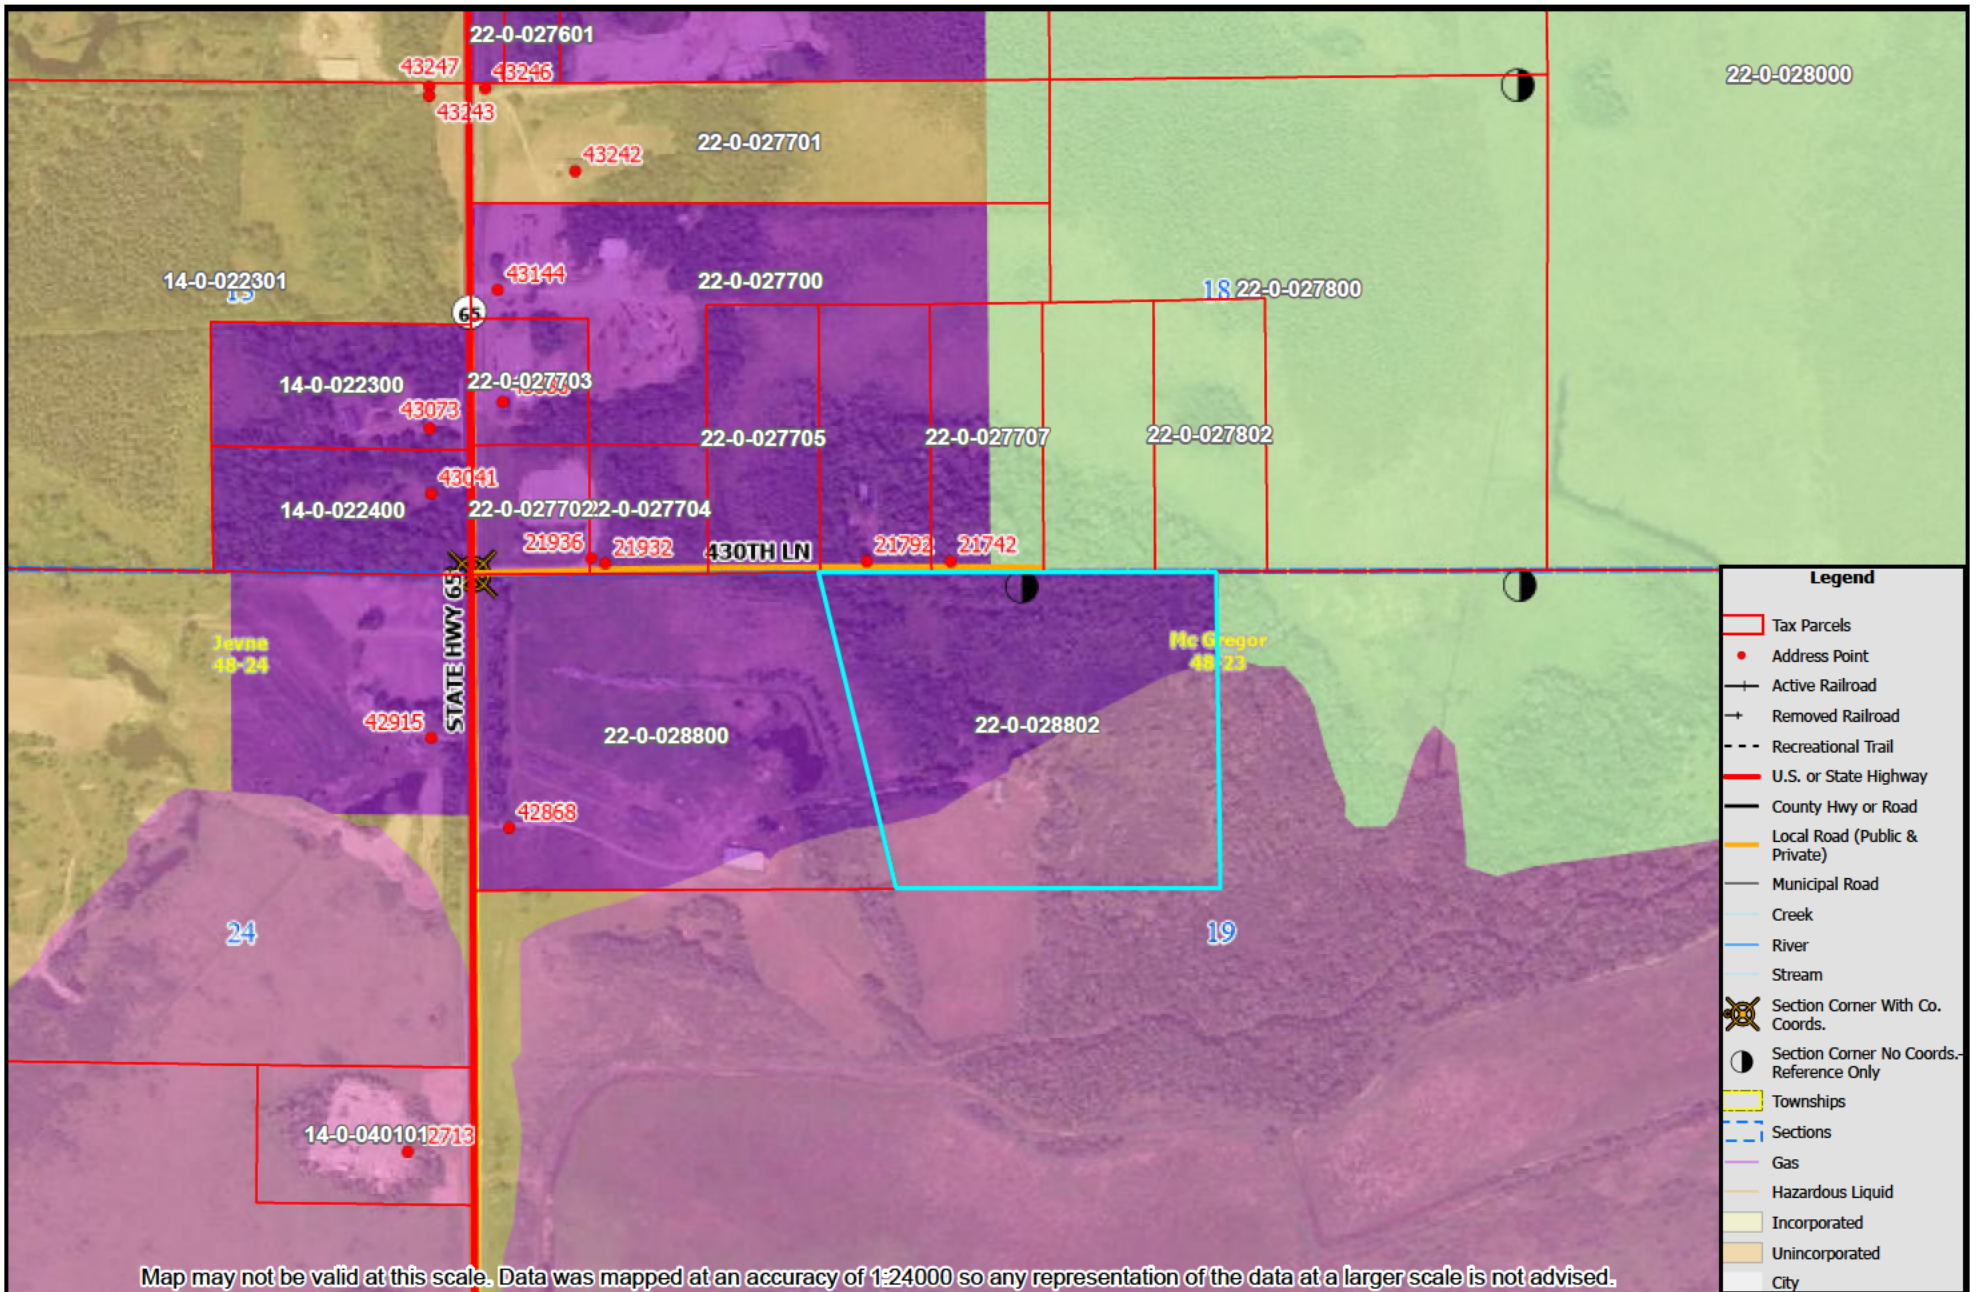 22-0-027601
43247
43246
22-0-028000
43243
22-0-027701
43242
43144
22-0-027700
14-0-022301
18
22-0-027800
65
14-0-022300
22-0-027703
43073
22-0-027705
22-0-027707
22-0-027802
43041
14-0-022400
22-0-027702
22-0-027704
21936
21932
430TH LN
21792
21742
STATE HWY 65
Jevne
48-24
Mc Gregor
48-23
42915
22-0-028800
22-0-028802
42868
24
19
14-0-040101
2713
Legend
Tax Parcels
Address Point
Active Railroad
Removed Railroad
Recreational Trail
U.S. or State Highway
County Hwy or Road
Local Road (Public &
Private)
Municipal Road
Creek
River
Stream
Section Corner With Co.
Coords.
Section Corner No Coords.-
Reference Only
Townships
Sections
Gas
Hazardous Liquid
Incorporated
Unincorporated
City
Map may not be valid at this scale. Data was mapped at an accuracy of 1:24000 so any representation of the data at a larger scale is not advised.